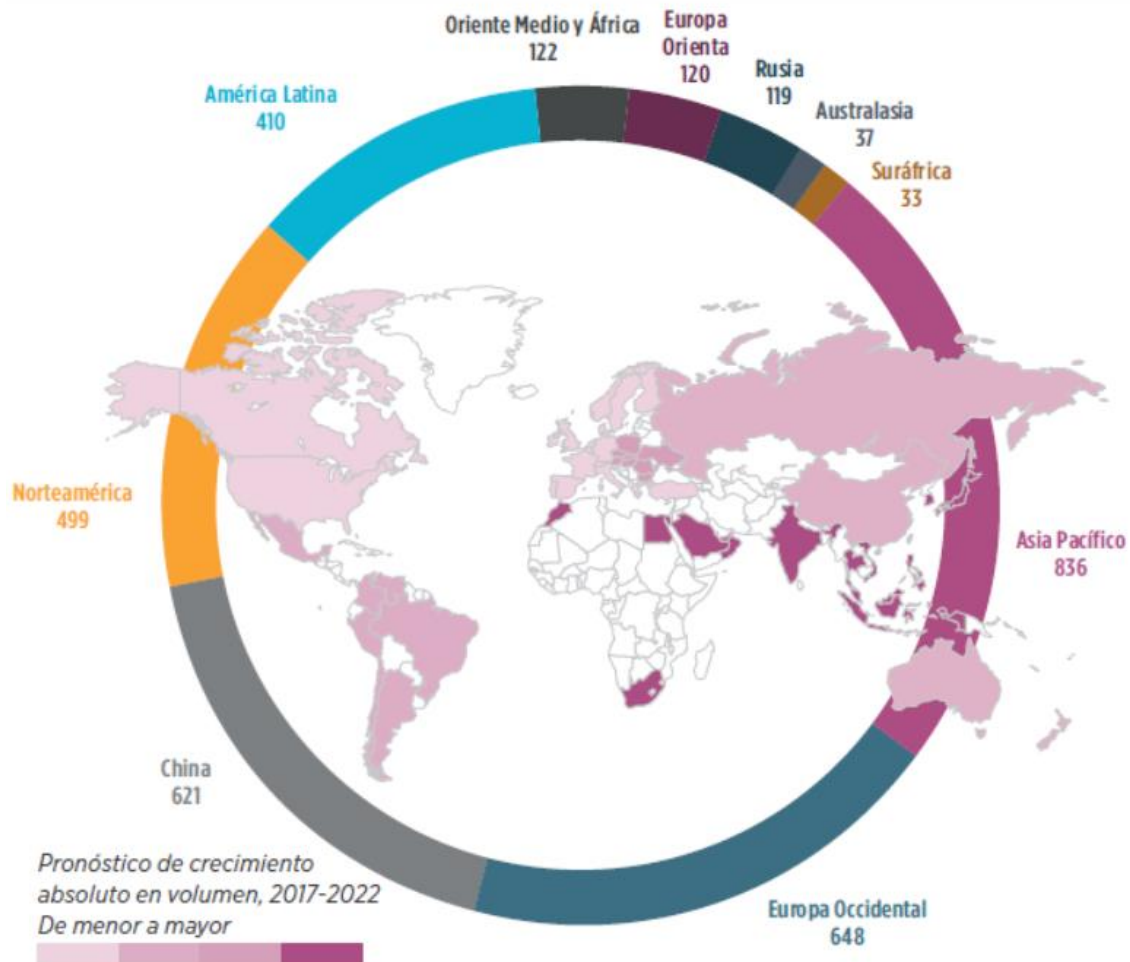 Oriente Medio y África
122
Europa
Orienta
120
Rusia
119
Australasia
37
Suráfrica
33
América Latina
410
Norteamérica
499
Asia Pacífico
836
China
621
Europa Occidental
648
Pronóstico de crecimiento
absoluto en volumen, 2017-2022
De menor a mayor